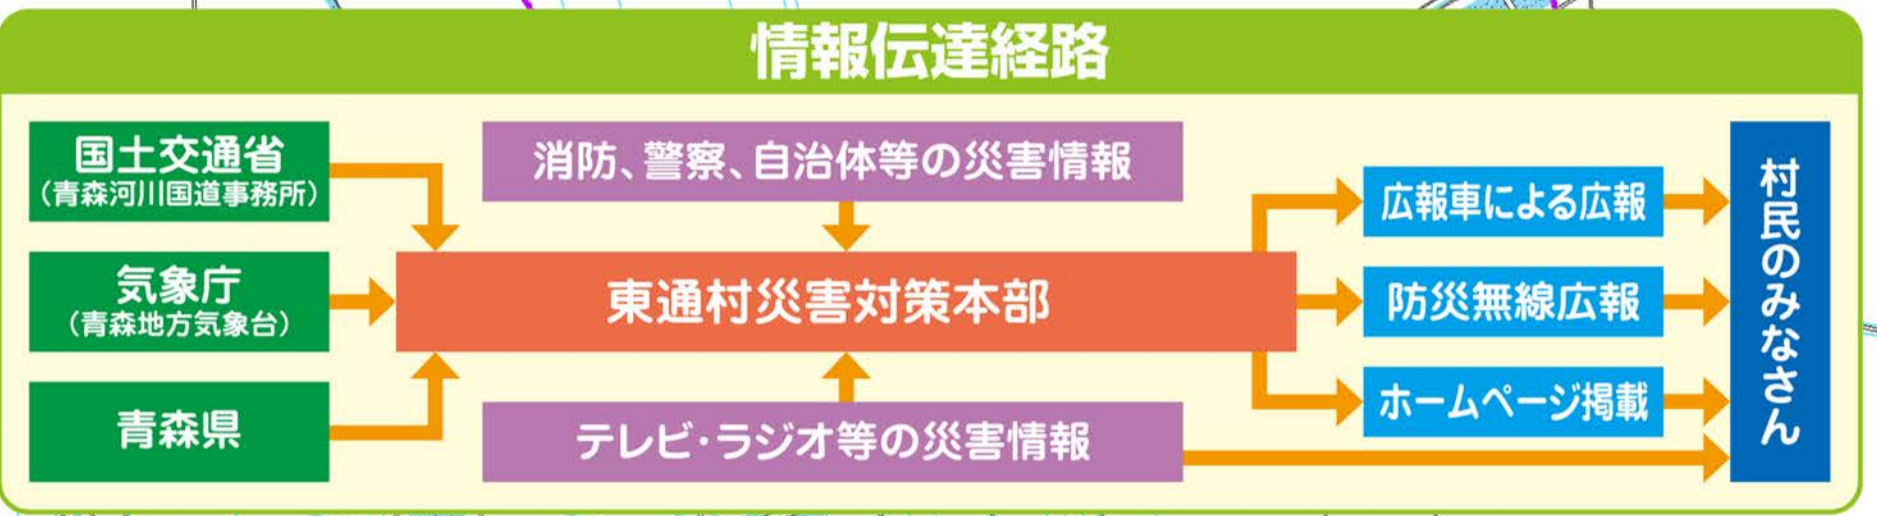 情報伝達経路
国土交通省
(青森河川国道事務所)
気象庁
(青森地方気象台)
青森県
消防、警察、自治体等の災害情報
東通村災害対策本部
テレビ・ラジオ等の災害情報
広報車による広報
防災無線広報
ホームページ掲載
村民のみなさん